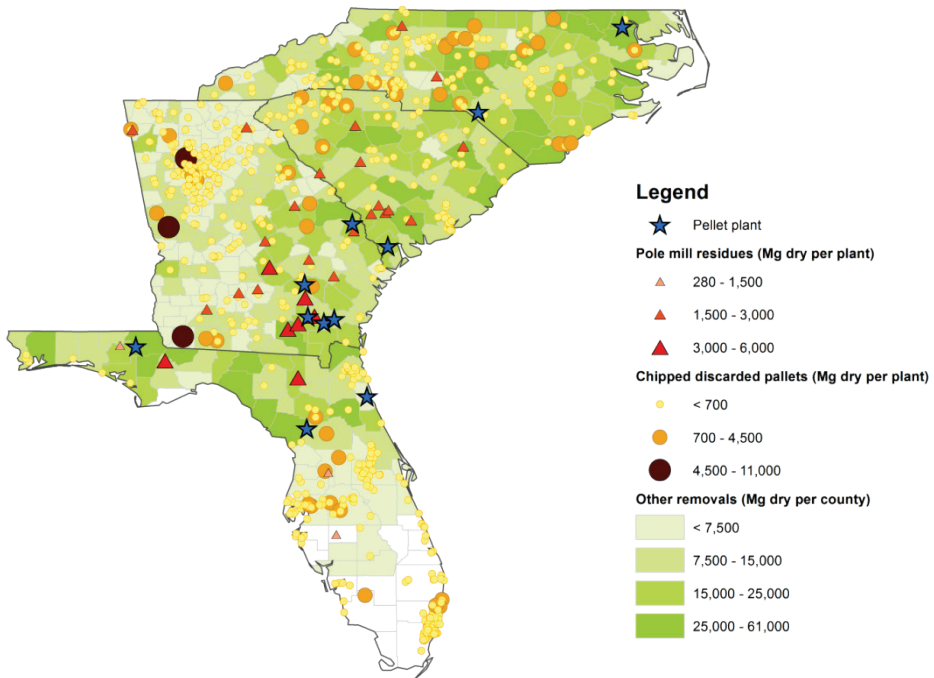 Legend
Pellet plant
Pole mill residues (Mg dry per plant)
280 - 1,500
1,500 - 3,000
3,000 - 6,000
Chipped discarded pallets (Mg dry per plant)
< 700
700 - 4,500
4,500 - 11,000
Other removals (Mg dry per county)
< 7,500
7,500 - 15,000
15,000 - 25,000
25,000 - 61,000